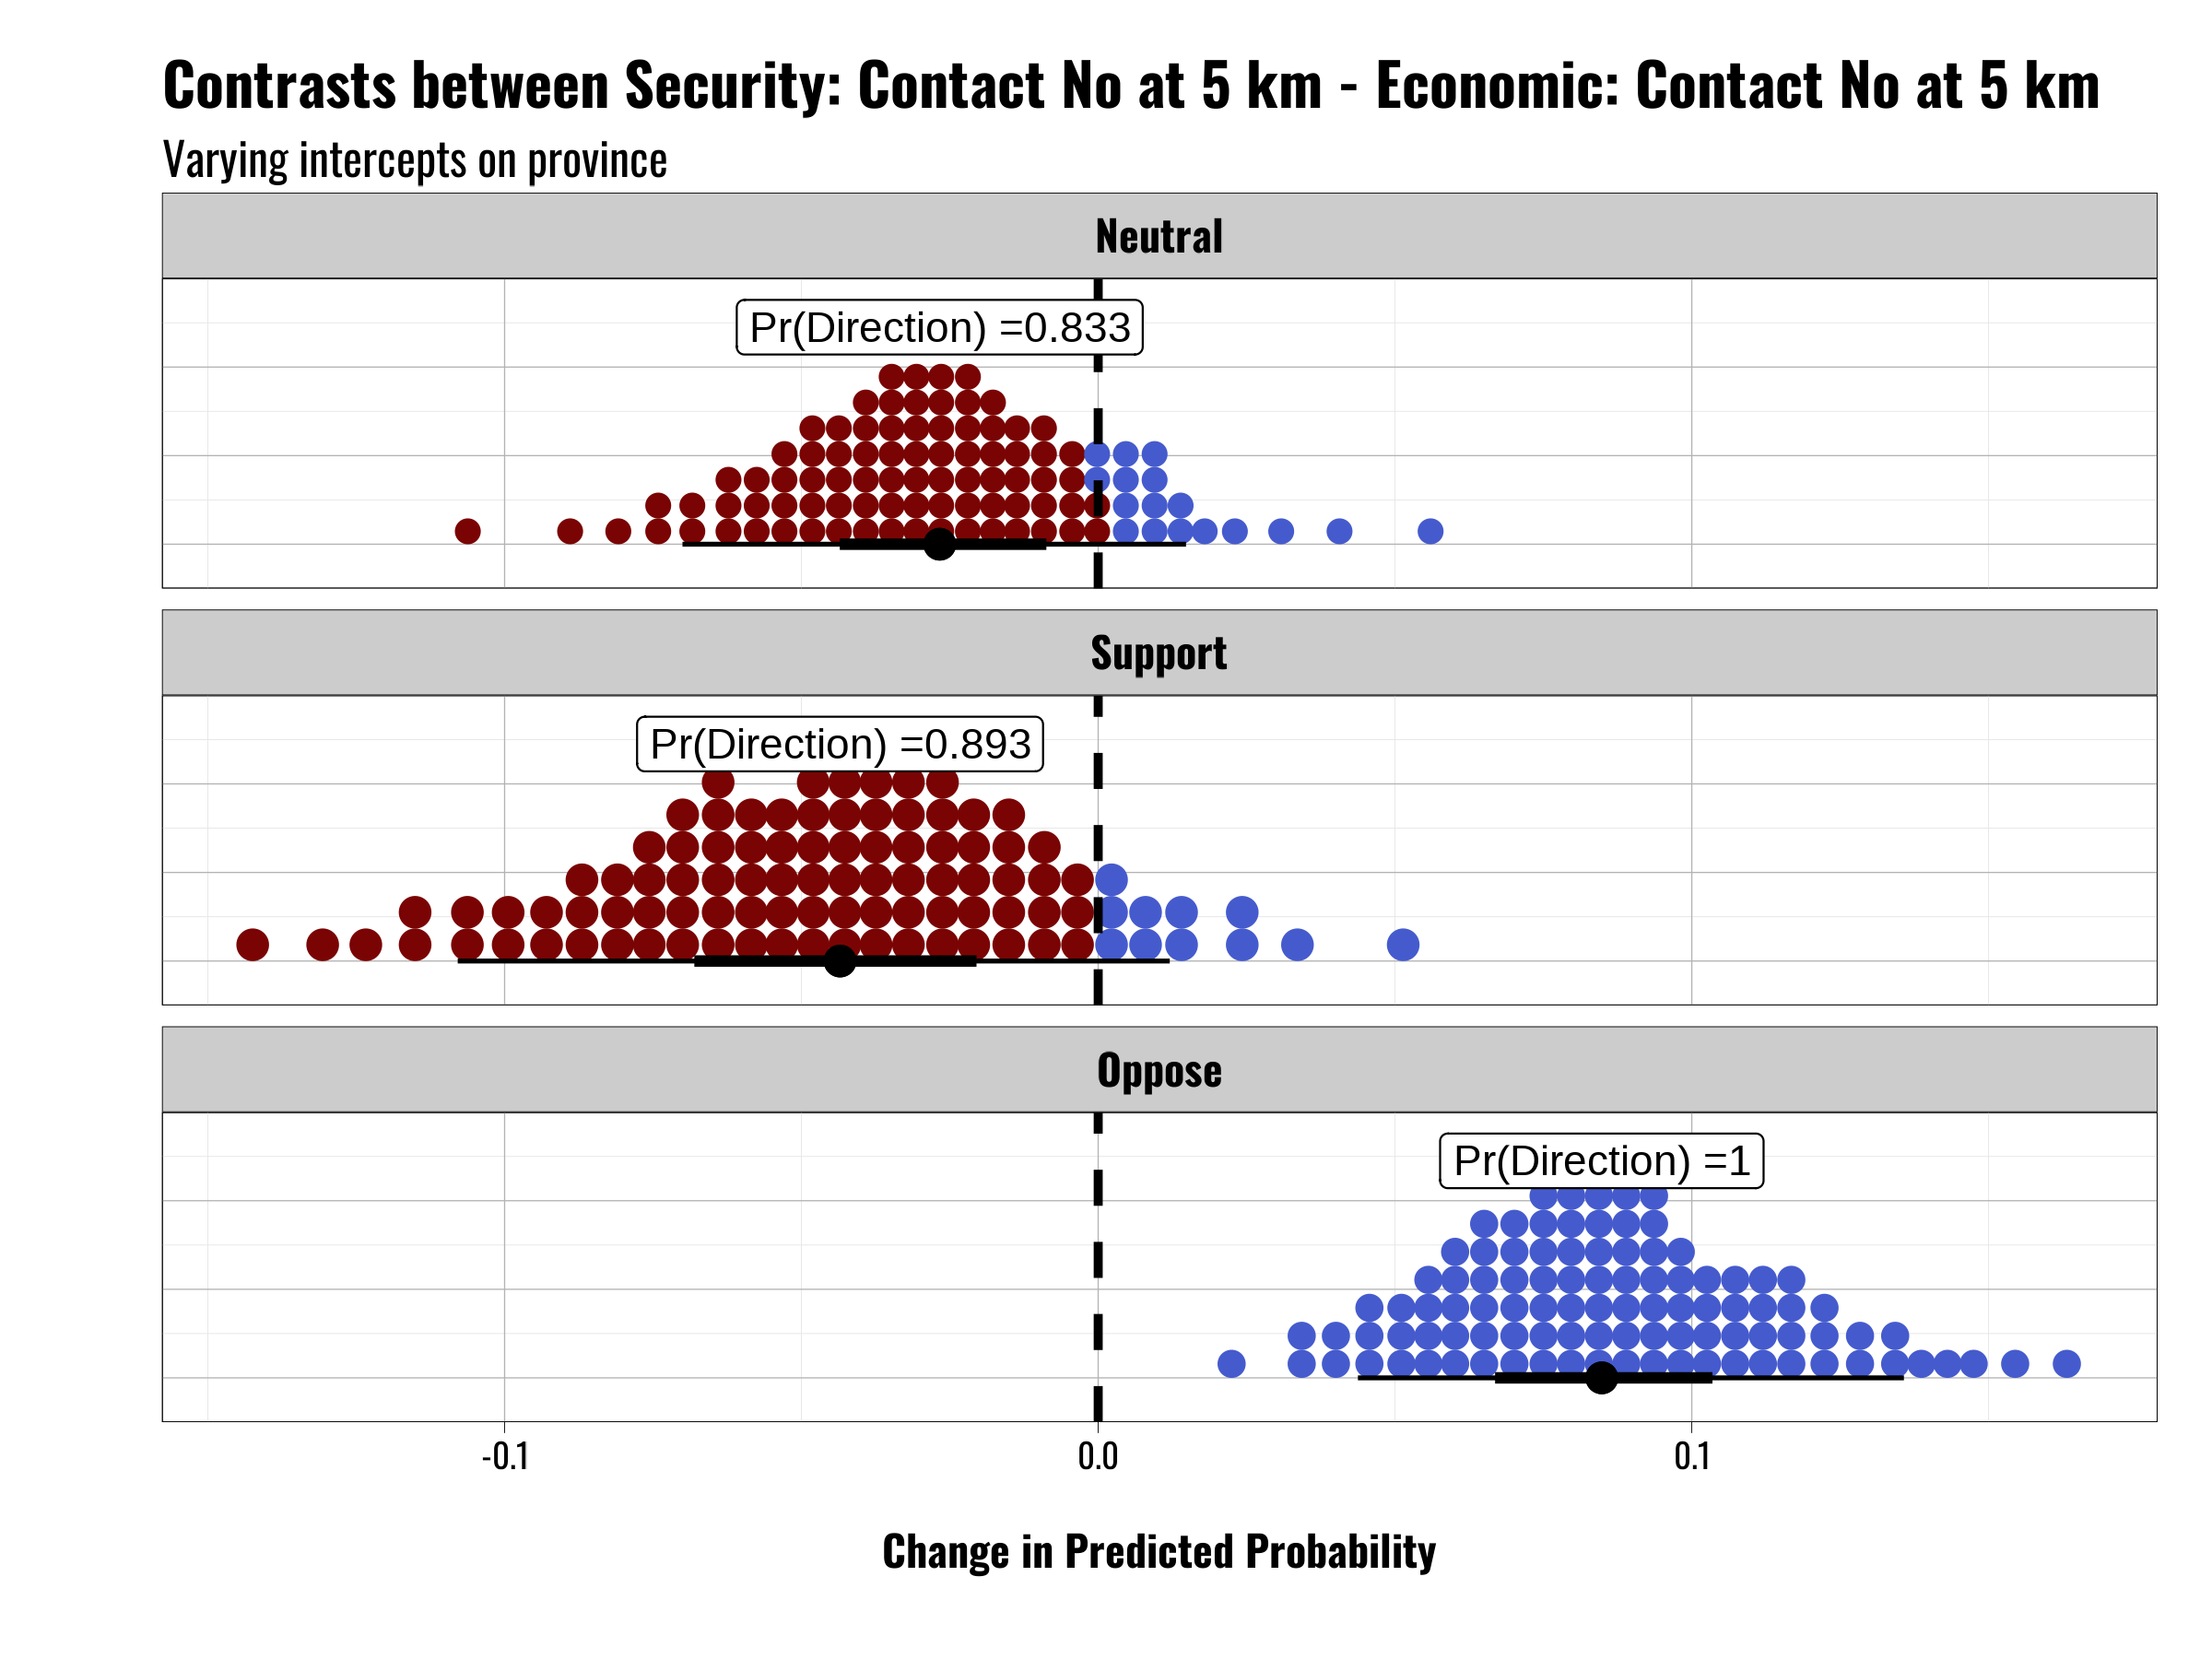 Contrasts between Security: Contact No at 5 km - Economic: Contact No at 5 km
Varying intercepts on province
Neutral
Pr(Direction) =0.833
Support
Pr(Direction) =0.893
Oppose
Pr(Direction) =1
-0.1 0.0 0.1
Change in Predicted Probability